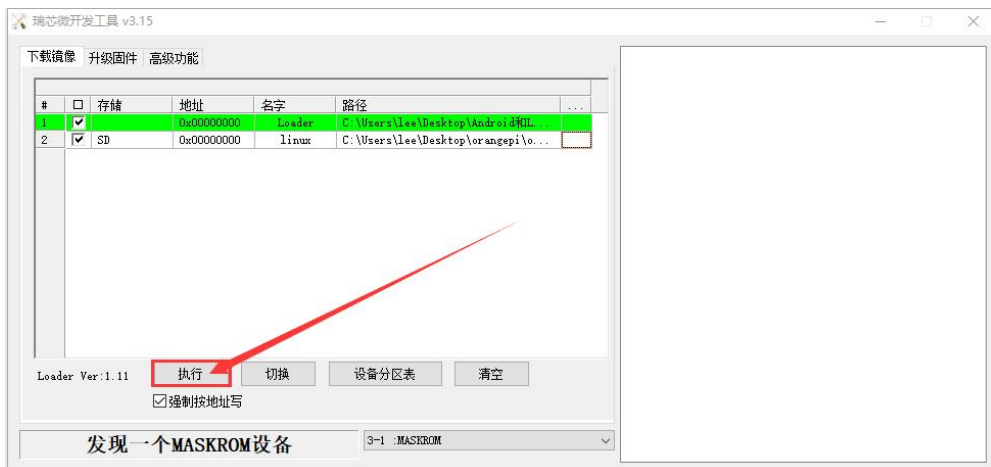 瑞芯微开发工具 v3.15
下载镜像 升级固件 高级功能
# 存储 地址 名字 路径 ...
1 0x00000000 Loader C:\Users\lee\Desktop\Android和L...
2 SD 0x00000000 linux C:\Users\lee\Desktop\orangepi\o...
Loader Ver:1.11 执行 切换 设备分区表 清空
强制按地址写
发现一个MASKROM设备 3-1 :MASKROM